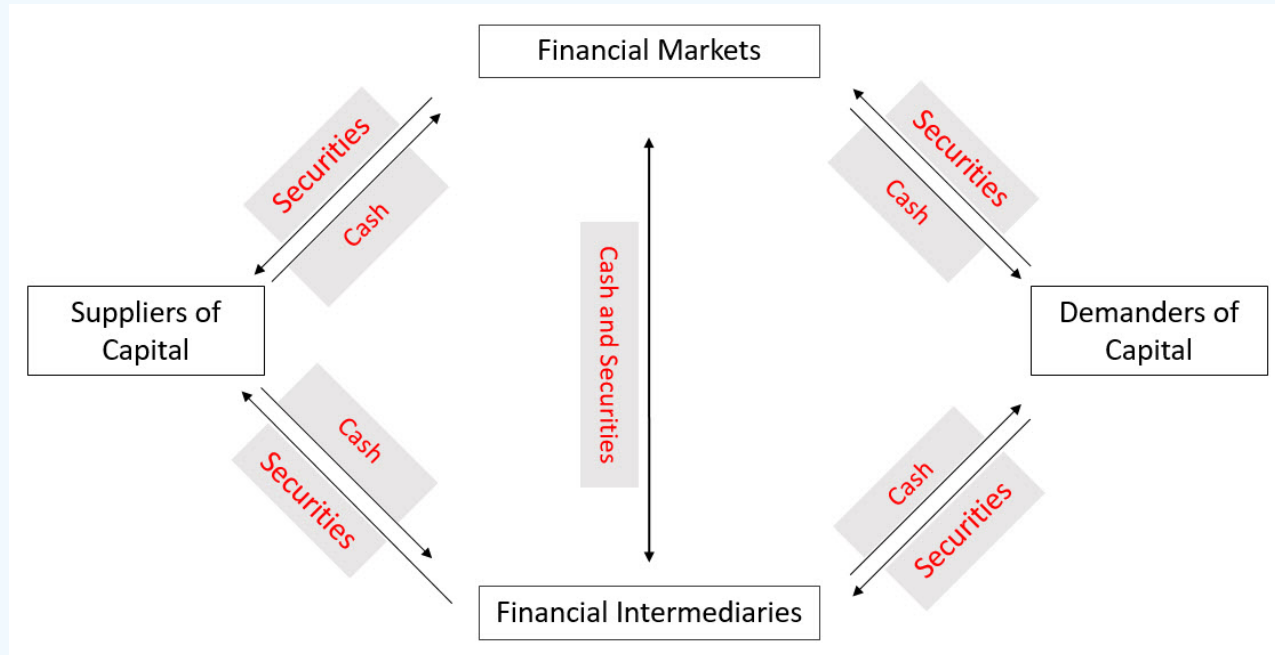 Financial Markets
Securities
Cash
Securities
Cash
Suppliers of
Capital
Cash and Securities
Demanders of
Capital
Cash
Securities
Cash
Securities
Financial Intermediaries